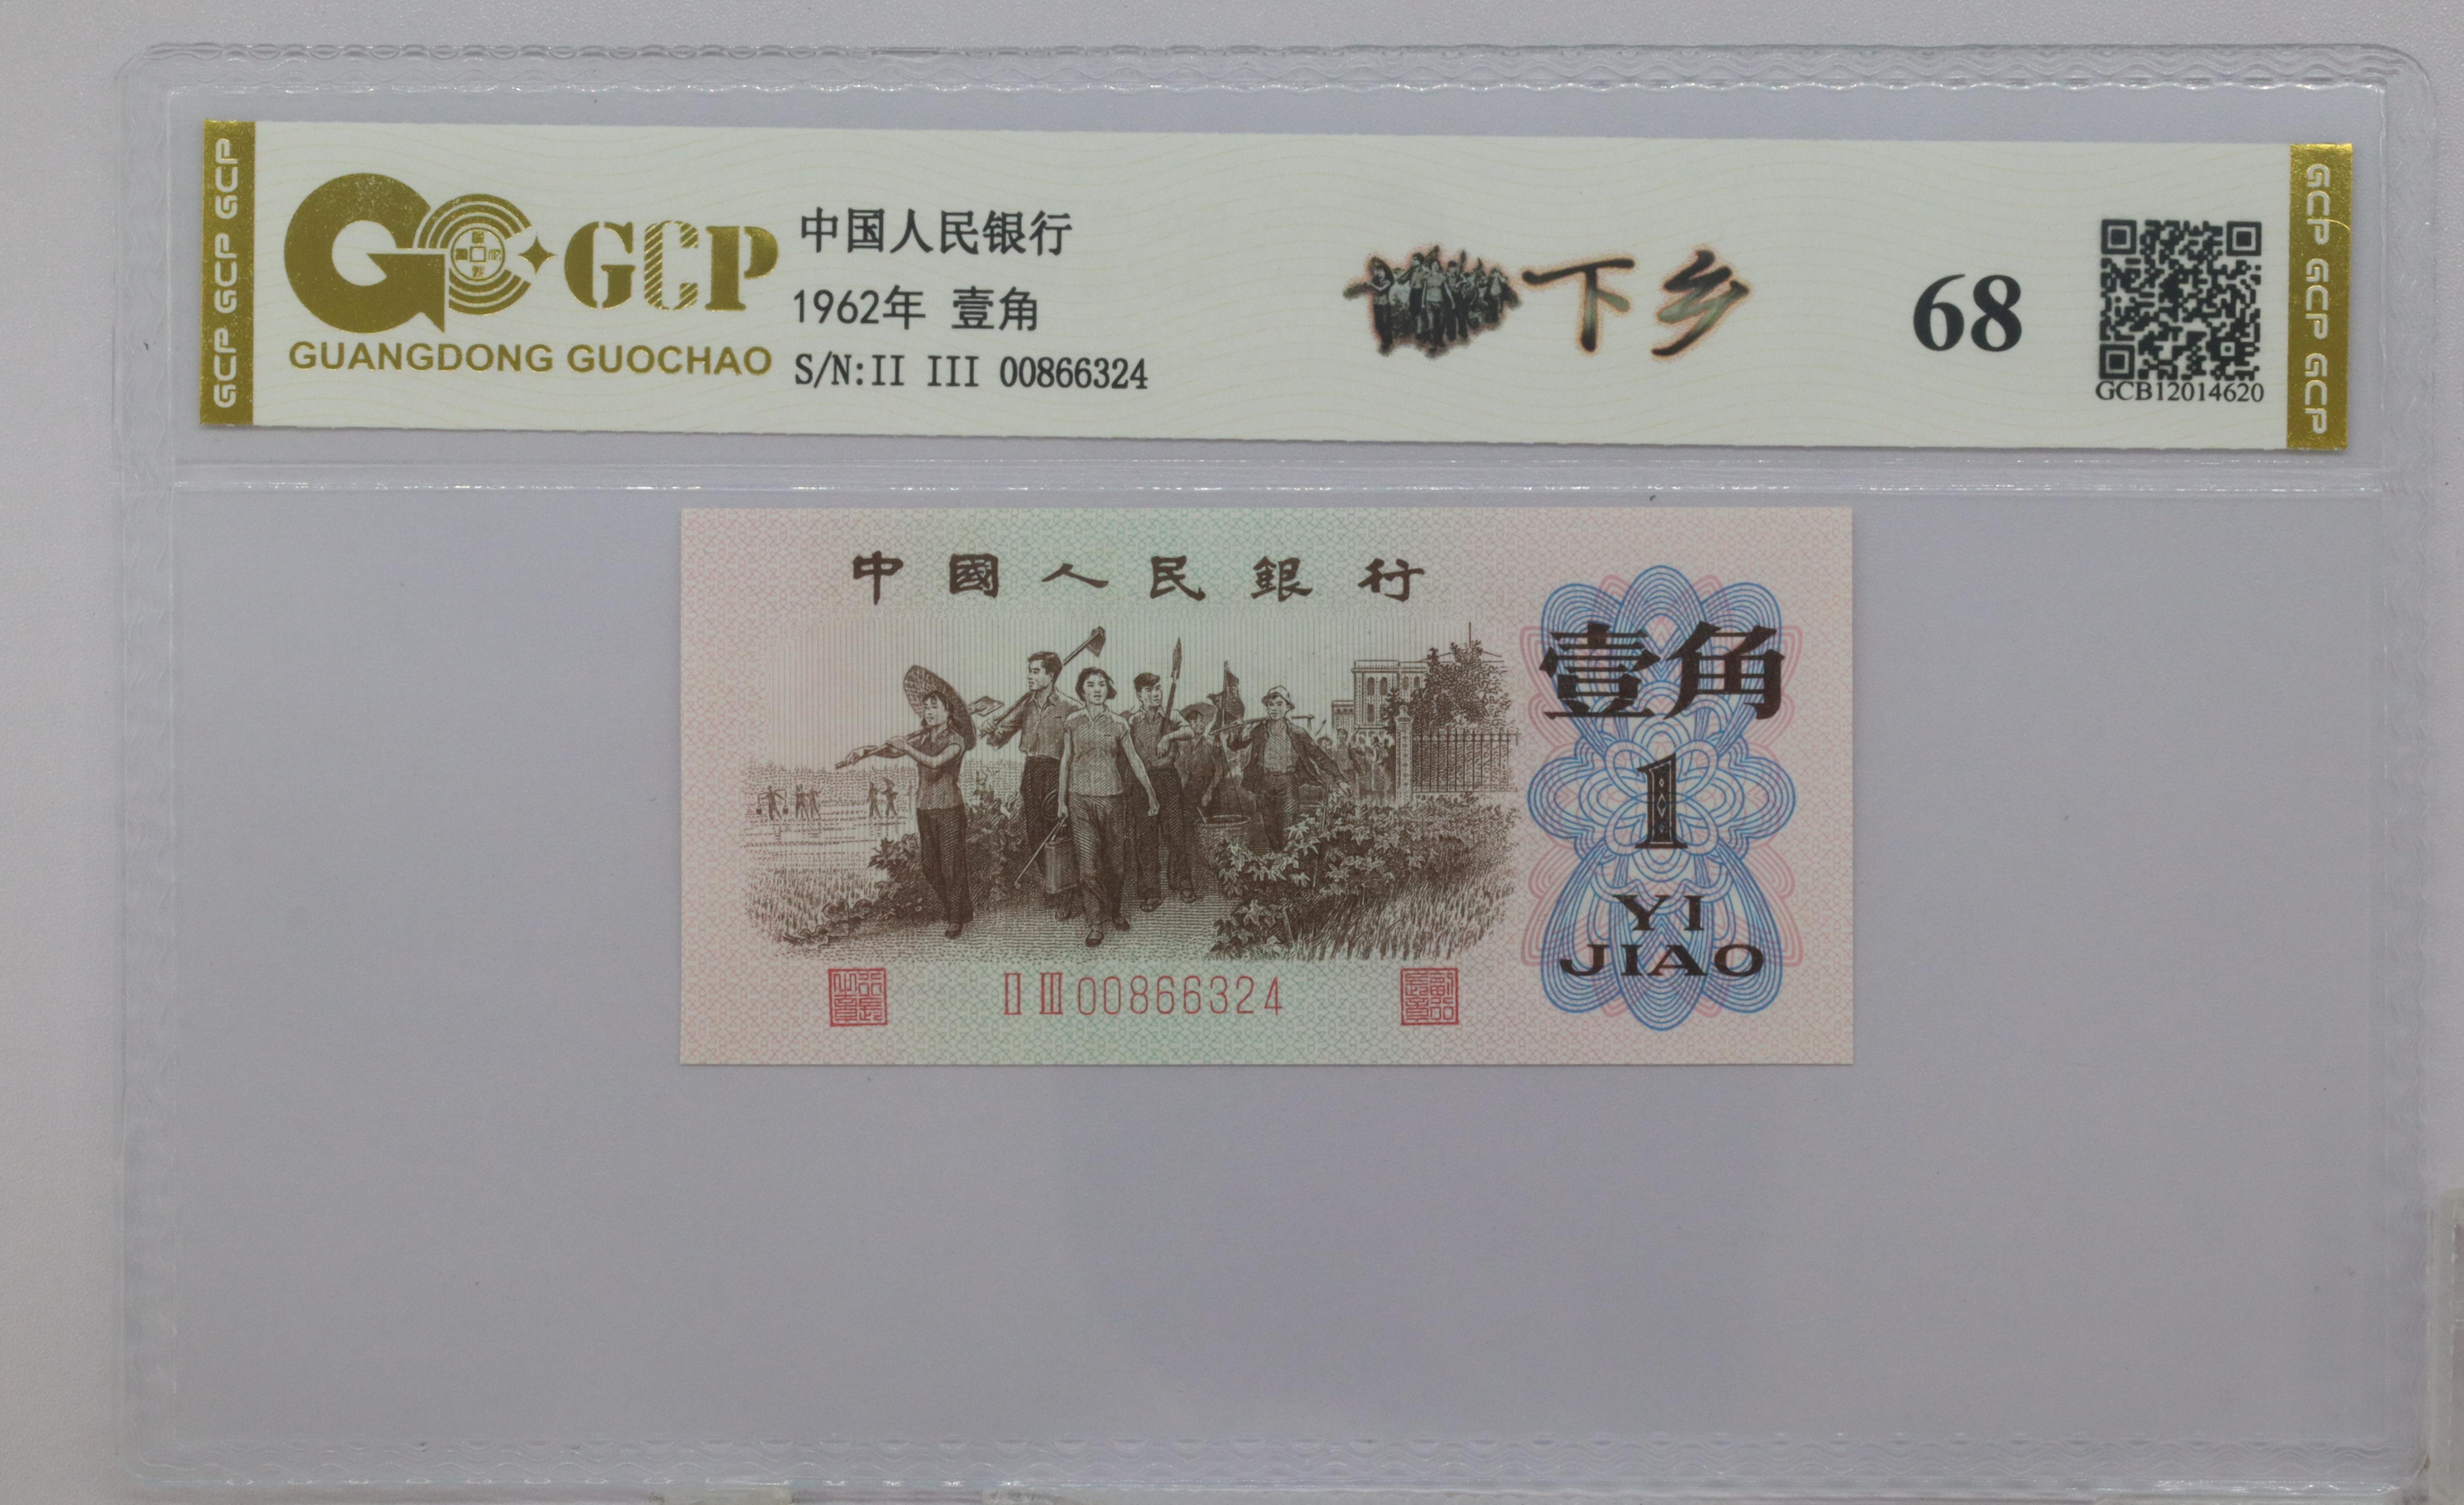 GCP GCP GCP
GCP
GUANGDONG GUOCHAO
中国人民银行
1962年 壹角
S/N:II III 00866324
下乡
68
GCB12014620
GCP GCP GCP
中國人民銀行
壹角
1
YI
JIAO
II III 00866324